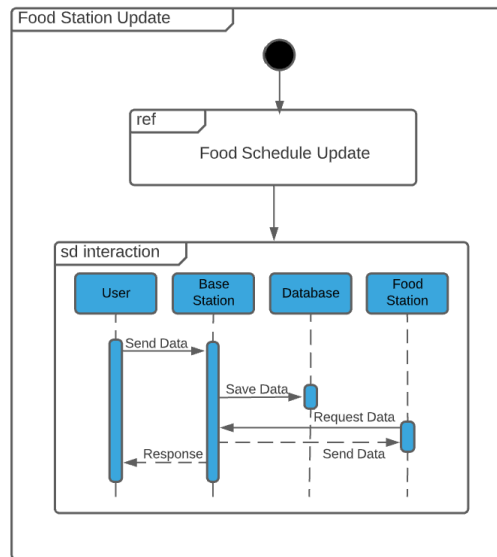 Food Station Update
ref
Food Schedule Update
sd interaction
User
Base
Station
Database
Food
Station
Send Data
Save Data
Request Data
Send Data
Response